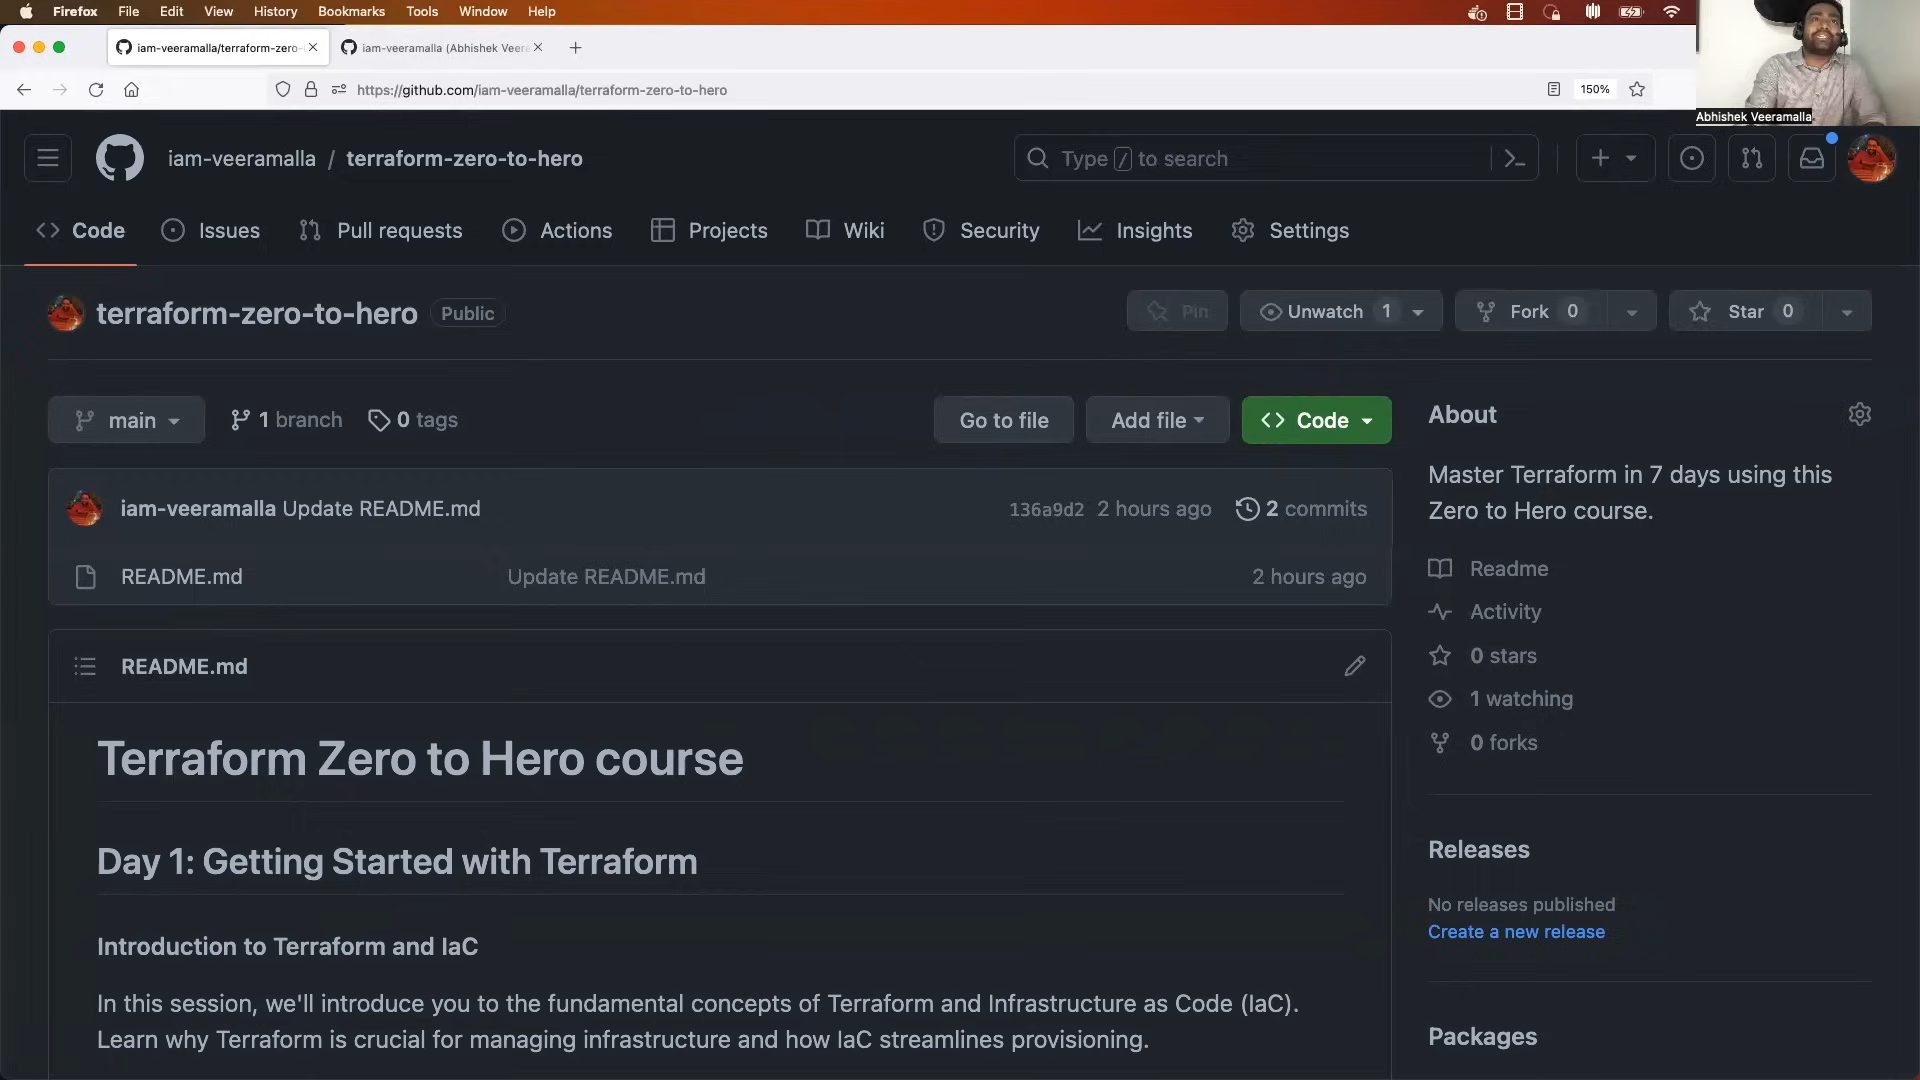 Firefox File Edit View History Bookmarks Tools Window Help
iam-veeramalla/terraform-zero-
iam-veeramalla (Abhishek Veera
https://github.com/iam-veeramalla/terraform-zero-to-hero
150%
Abhishek Veeramalla
iam-veeramalla / terraform-zero-to-hero
Type / to search
Code Issues Pull requests Actions Projects Wiki Security Insights Settings
terraform-zero-to-hero Public
Pin Unwatch 1 Fork 0 Star 0
main 1 branch 0 tags
Go to file Add file Code
iam-veeramalla Update README.md 136a9d2 2 hours ago 2 commits
README.md Update README.md 2 hours ago
README.md
Terraform Zero to Hero course
Day 1: Getting Started with Terraform
Introduction to Terraform and IaC
In this session, we'll introduce you to the fundamental concepts of Terraform and Infrastructure as Code (IaC).
Learn why Terraform is crucial for managing infrastructure and how IaC streamlines provisioning.
About
Master Terraform in 7 days using this
Zero to Hero course.
Readme
Activity
0 stars
1 watching
0 forks
Releases
No releases published
Create a new release
Packages